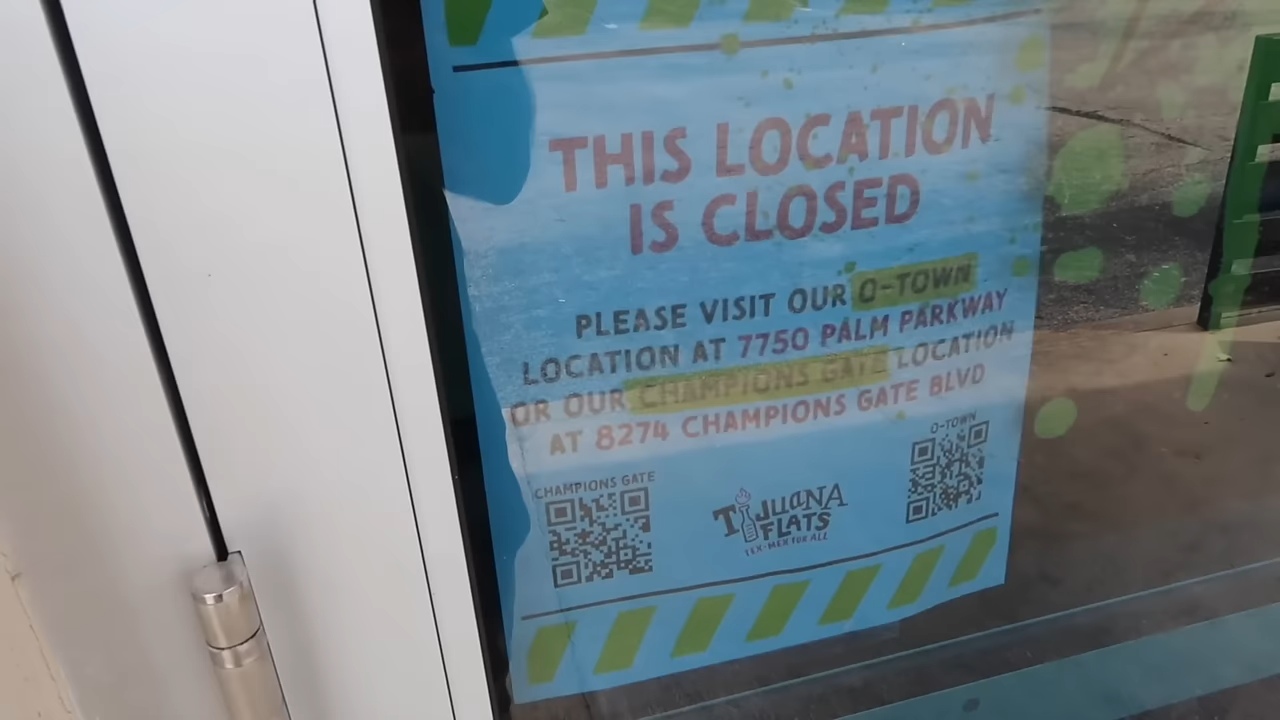 THIS LOCATION
IS CLOSED
PLEASE VISIT OUR O-TOWN
LOCATION AT 7750 PALM PARKWAY
OR OUR CHAMPIONS GATE LOCATION
AT 8274 CHAMPIONS GATE BLVD
CHAMPIONS GATE
O-TOWN
TIJUANA
FLATS
TEX-MEX FOR ALL